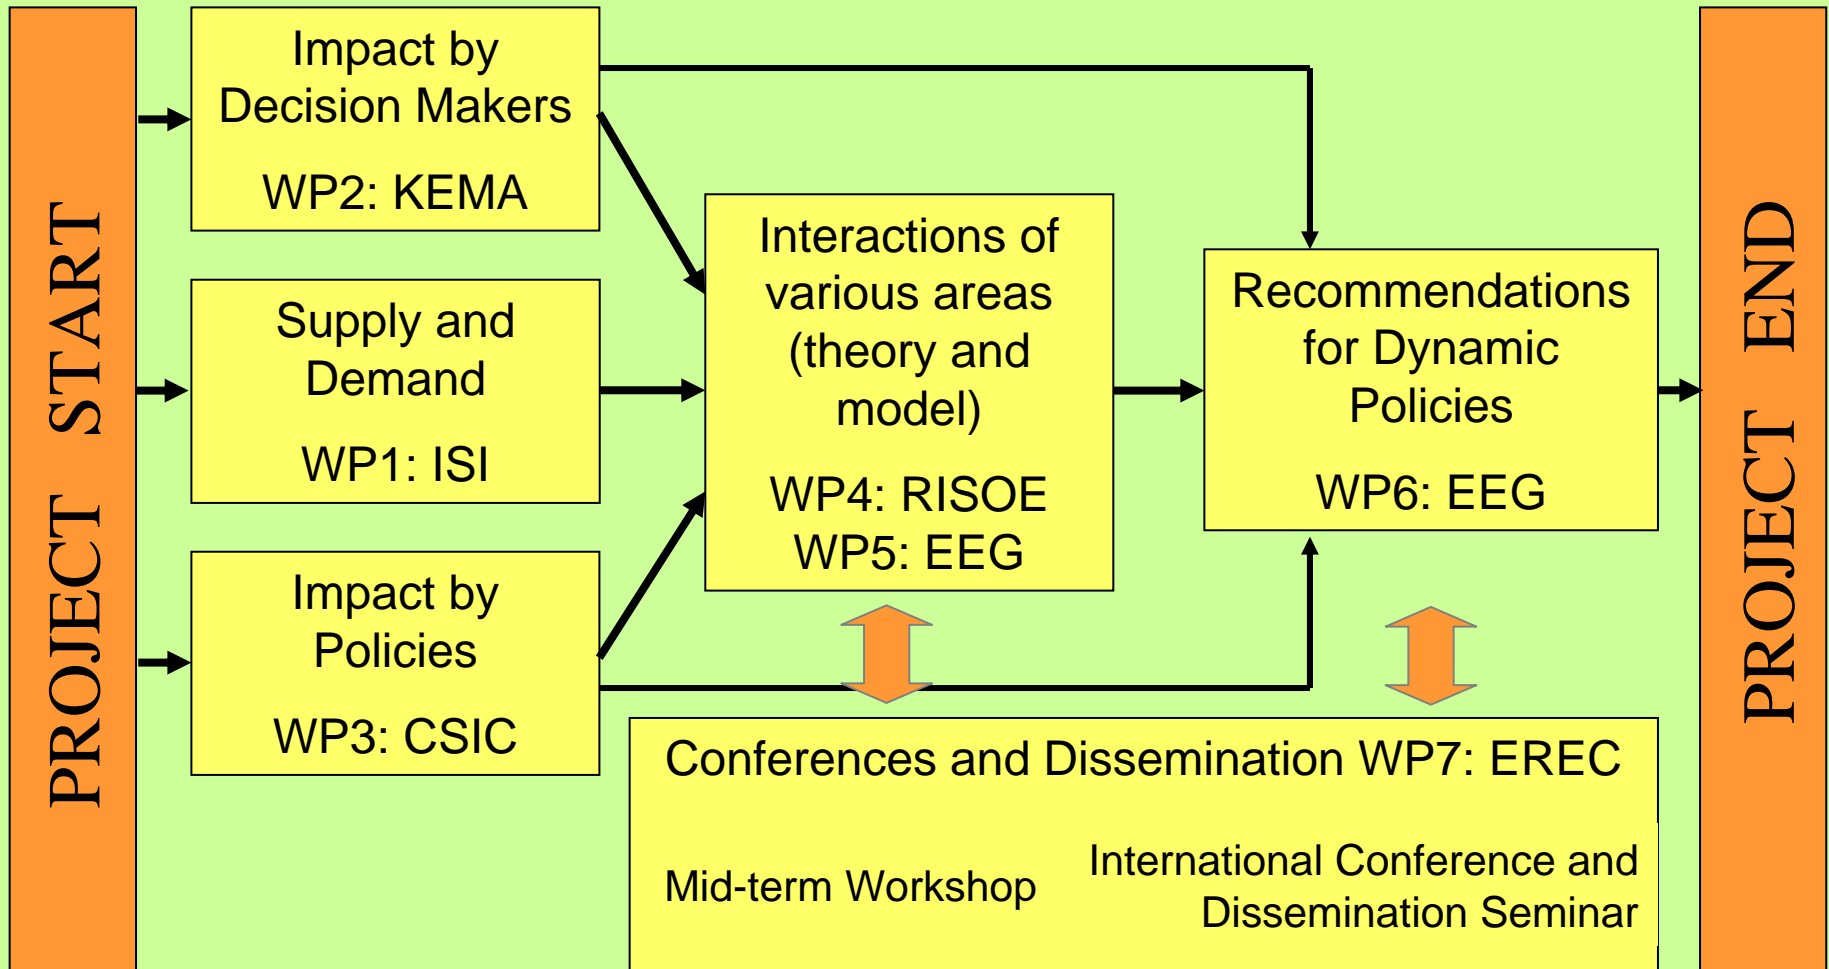 PROJECT START
Impact by
Decision Makers
WP2: KEMA
Supply and
Demand
WP1: ISI
Impact by
Policies
WP3: CSIC
Interactions of
various areas
(theory and
model)
WP4: RISOE
WP5: EEG
Recommendations
for Dynamic
Policies
WP6: EEG
Conferences and Dissemination WP7: EREC
Mid-term Workshop
International Conference and
Dissemination Seminar
PROJECT END